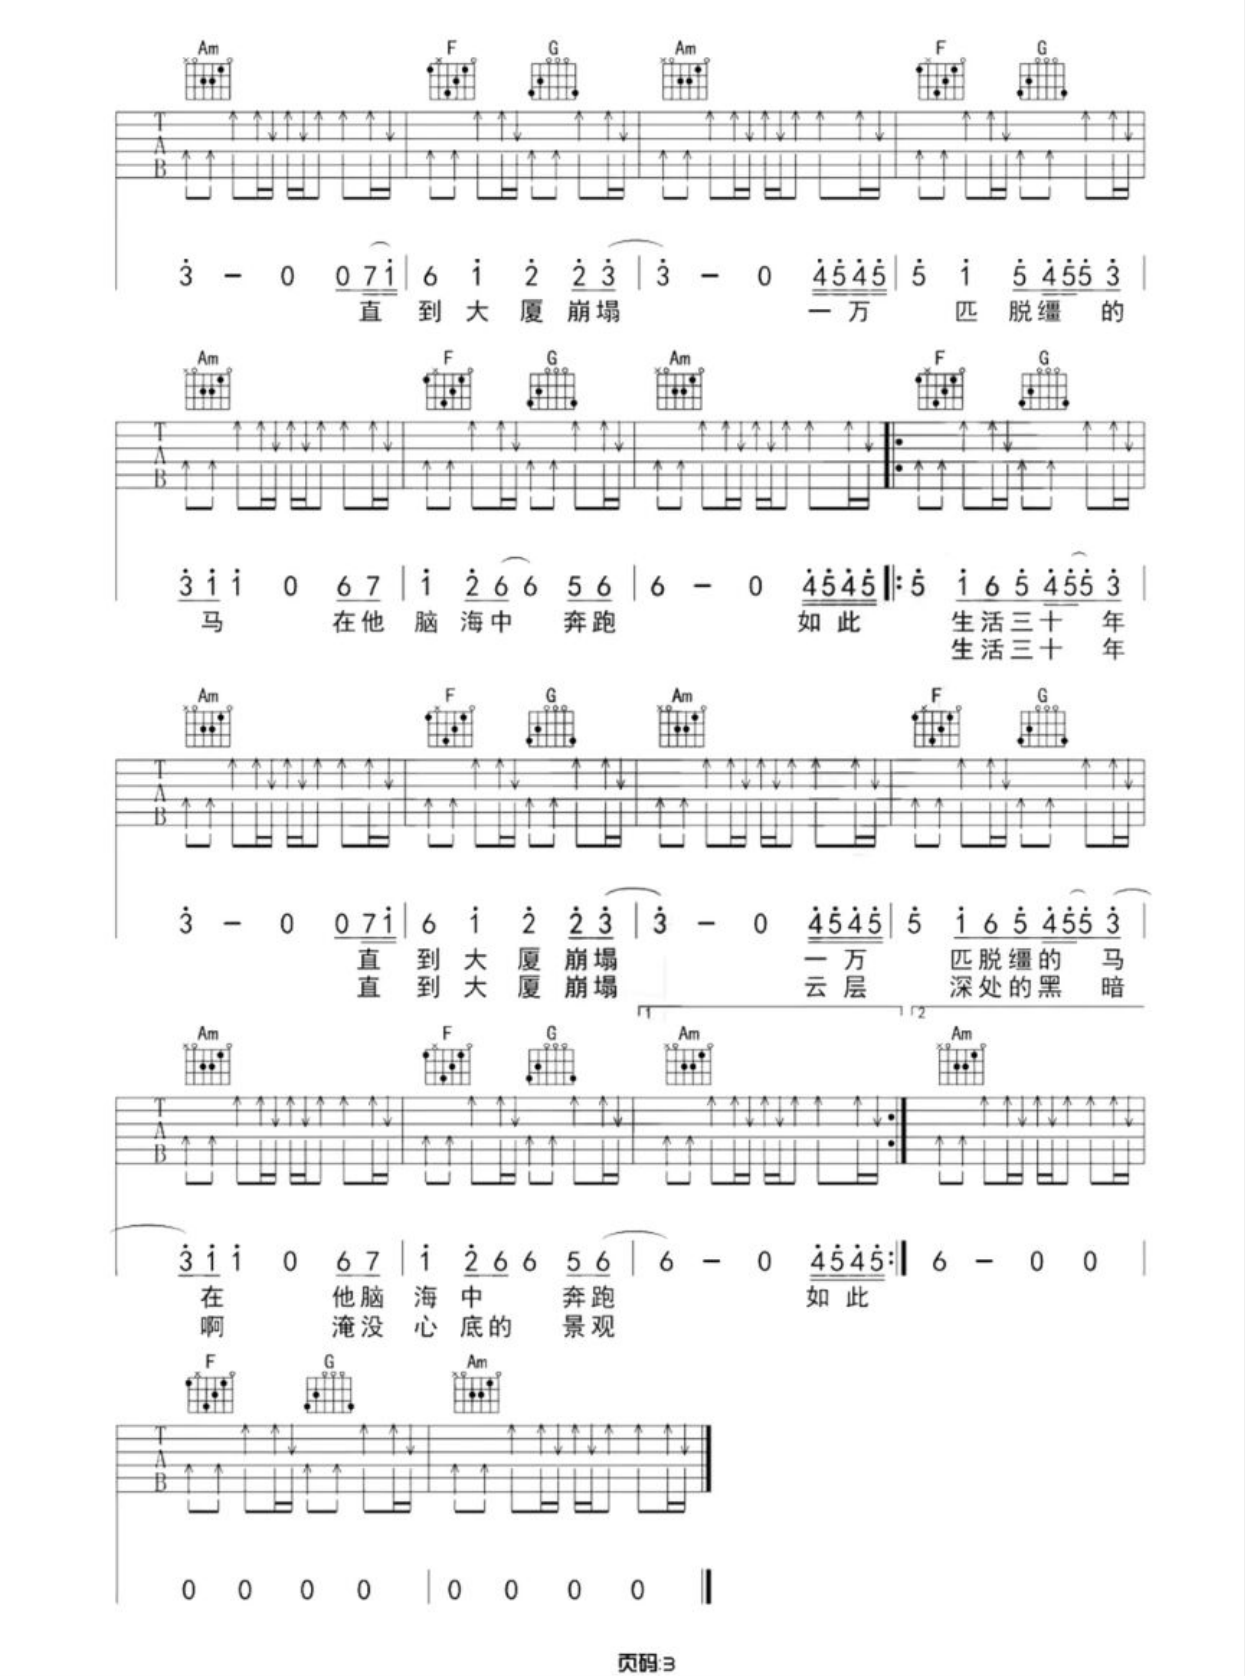 Am F G Am F G
T
A
B
3 – 0 0 7 1 | 6 1 2 2 3 | 3 – 0 4 5 4 5 | 5 1 5 4 5 5 3 |
直 到 大 厦 崩 塌 一 万 匹 脱 缰 的
Am F G Am F G
T
A
B
3 1 1 0 6 7 | 1 2 6 6 5 6 | 6 – 0 4 5 4 5 |: 5 1 6 5 4 5 5 3 |
马 在 他 脑 海 中 奔 跑 如 此 生 活 三 十 年
生 活 三 十 年
Am F G Am F G
T
A
B
3 – 0 0 7 1 | 6 1 2 2 3 | 3 – 0 4 5 4 5 | 5 1 6 5 4 5 5 3 |
直 到 大 厦 崩 塌 一 万 匹 脱 缰 的 马
直 到 大 厦 崩 塌 云 层 深 处 的 黑 暗
1 2
Am F G Am Am
T
A
B
3 1 1 0 6 7 | 1 2 6 6 5 6 | 6 – 0 4 5 4 5 :| 6 – 0 0 |
在 他 脑 海 中 奔 跑 如 此
啊 淹 没 心 底 的 景 观
F G Am
T
A
B
0 0 0 0 | 0 0 0 0 ||
页码:3